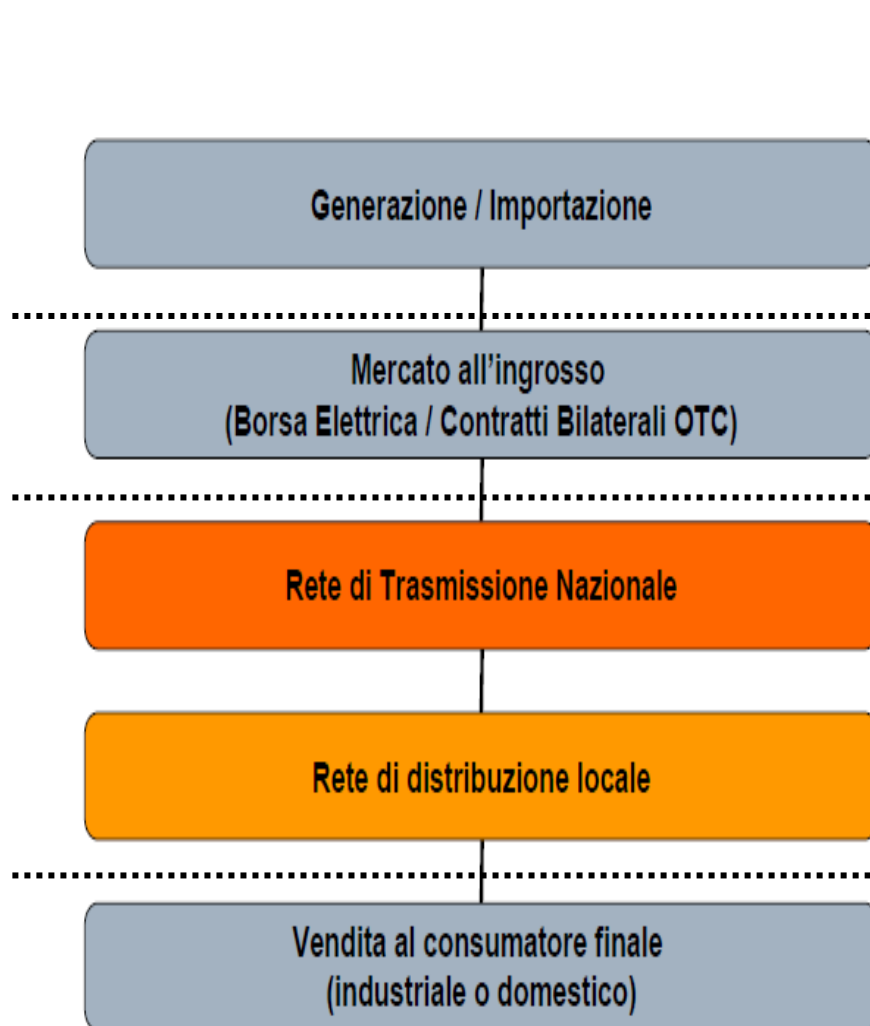 Generazione / Importazione
Mercato all'ingrosso
(Borsa Elettrica / Contratti Bilaterali OTC)
Rete di Trasmissione Nazionale
Rete di distribuzione locale
Vendita al consumatore finale
(industriale o domestico)